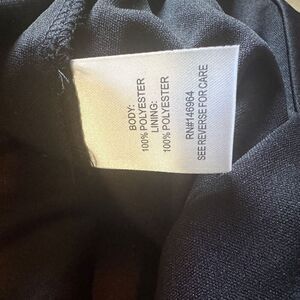 BODY:
100% POLYESTER
LINING:
100% POLYESTER
RN#146964
SEE REVERSE FOR CARE